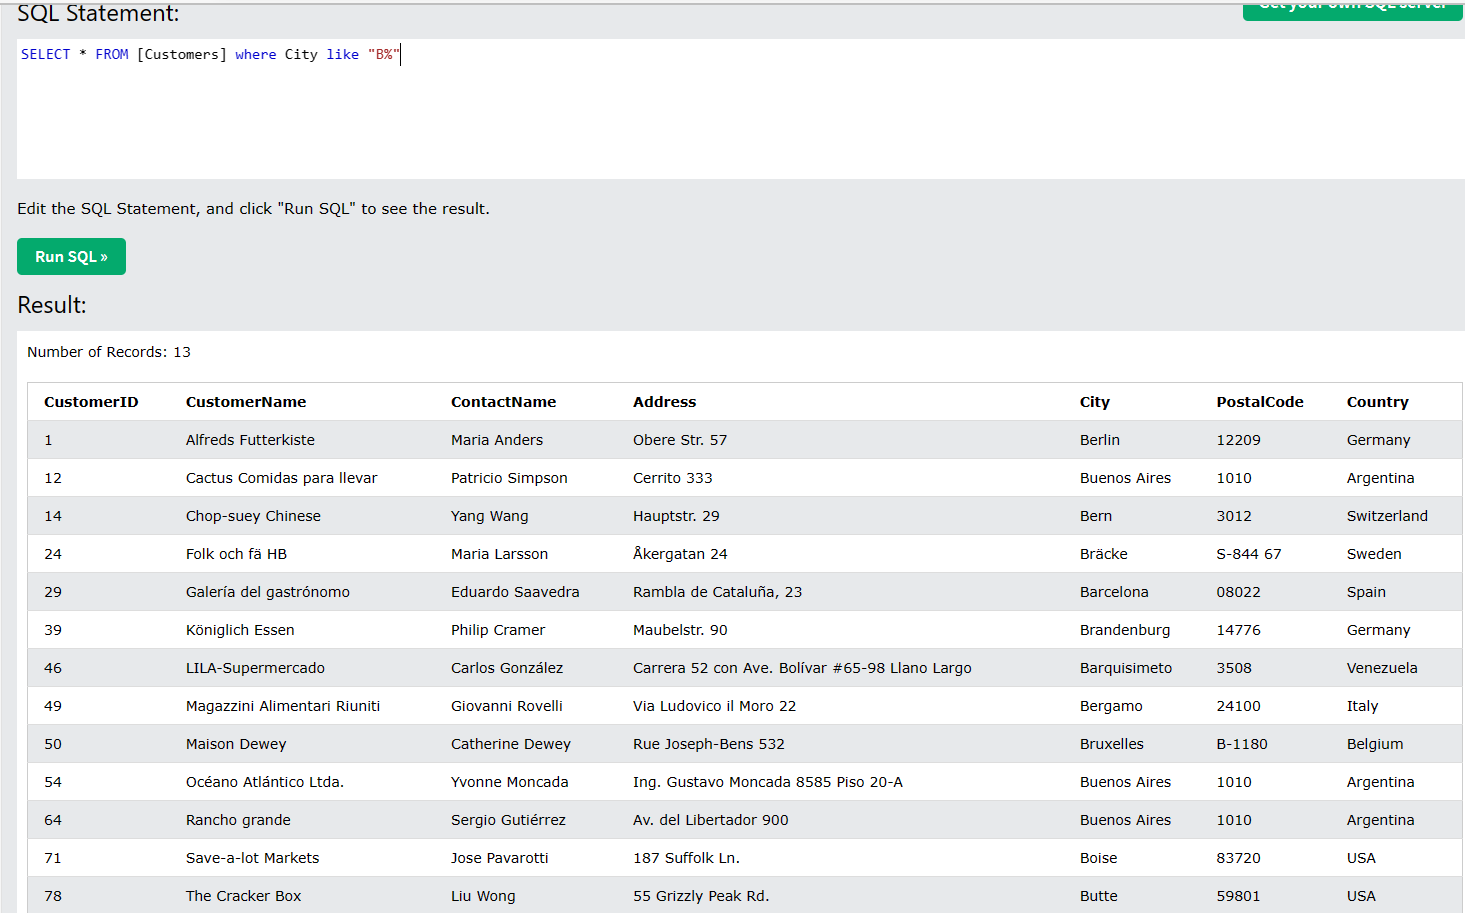 SQL Statement:
Get your own SQL server
SELECT * FROM [Customers] where City like "B%"
Edit the SQL Statement, and click "Run SQL" to see the result.
Run SQL »
Result:
Number of Records: 13
CustomerID CustomerName ContactName Address City PostalCode Country
1 Alfreds Futterkiste Maria Anders Obere Str. 57 Berlin 12209 Germany
12 Cactus Comidas para llevar Patricio Simpson Cerrito 333 Buenos Aires 1010 Argentina
14 Chop-suey Chinese Yang Wang Hauptstr. 29 Bern 3012 Switzerland
24 Folk och fä HB Maria Larsson Åkergatan 24 Bräcke S-844 67 Sweden
29 Galería del gastrónomo Eduardo Saavedra Rambla de Cataluña, 23 Barcelona 08022 Spain
39 Königlich Essen Philip Cramer Maubelstr. 90 Brandenburg 14776 Germany
46 LILA-Supermercado Carlos González Carrera 52 con Ave. Bolívar #65-98 Llano Largo Barquisimeto 3508 Venezuela
49 Magazzini Alimentari Riuniti Giovanni Rovelli Via Ludovico il Moro 22 Bergamo 24100 Italy
50 Maison Dewey Catherine Dewey Rue Joseph-Bens 532 Bruxelles B-1180 Belgium
54 Océano Atlántico Ltda. Yvonne Moncada Ing. Gustavo Moncada 8585 Piso 20-A Buenos Aires 1010 Argentina
64 Rancho grande Sergio Gutiérrez Av. del Libertador 900 Buenos Aires 1010 Argentina
71 Save-a-lot Markets Jose Pavarotti 187 Suffolk Ln. Boise 83720 USA
78 The Cracker Box Liu Wong 55 Grizzly Peak Rd. Butte 59801 USA